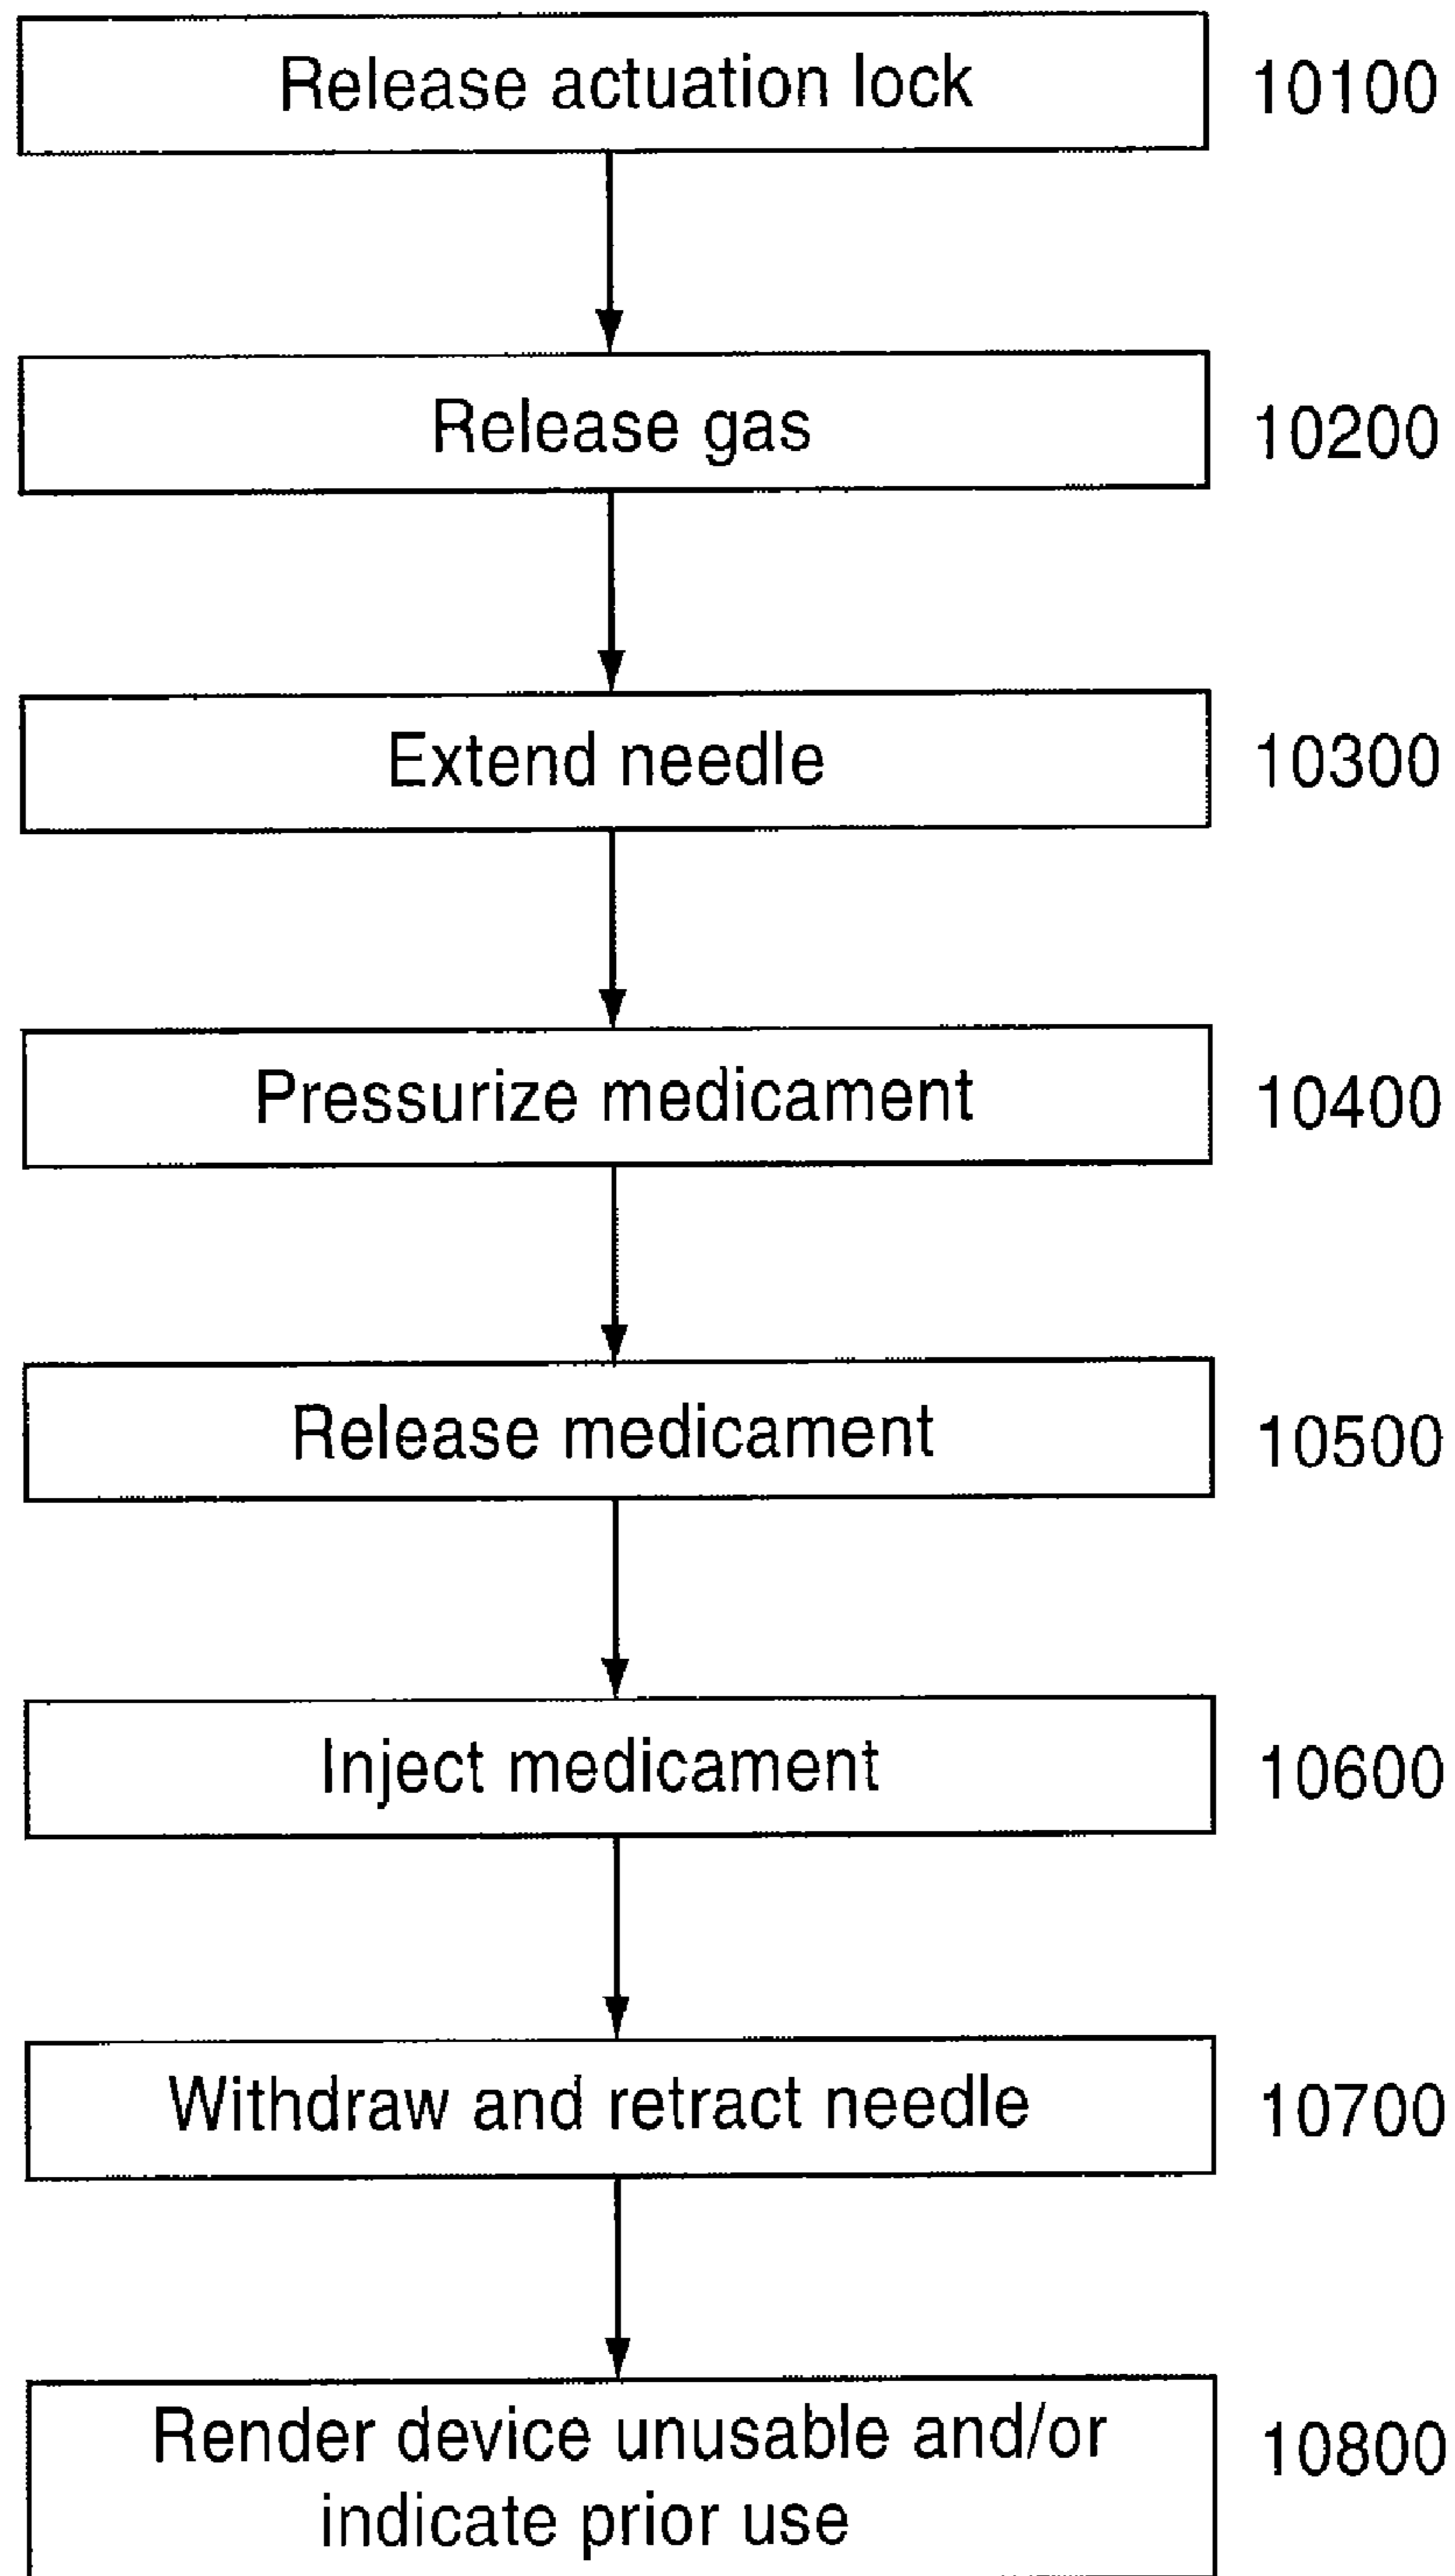 Release actuation lock 10100
Release gas 10200
Extend needle 10300
Pressurize medicament 10400
Release medicament 10500
Inject medicament 10600
Withdraw and retract needle 10700
Render device unusable and/or 10800
indicate prior use